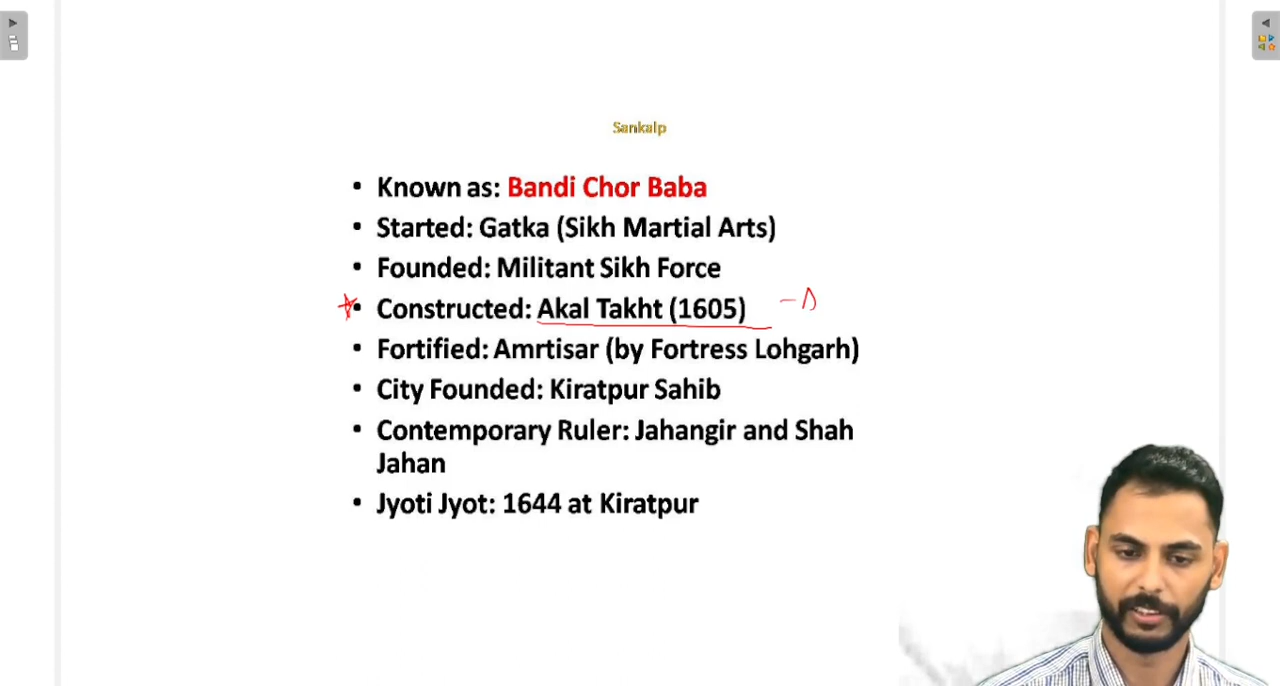 Sankalp
• Known as: Bandi Chor Baba
• Started: Gatka (Sikh Martial Arts)
• Founded: Militant Sikh Force
• Constructed: Akal Takht (1605) - A
• Fortified: Amrtisar (by Fortress Lohgarh)
• City Founded: Kiratpur Sahib
• Contemporary Ruler: Jahangir and Shah
Jahan
• Jyoti Jyot: 1644 at Kiratpur